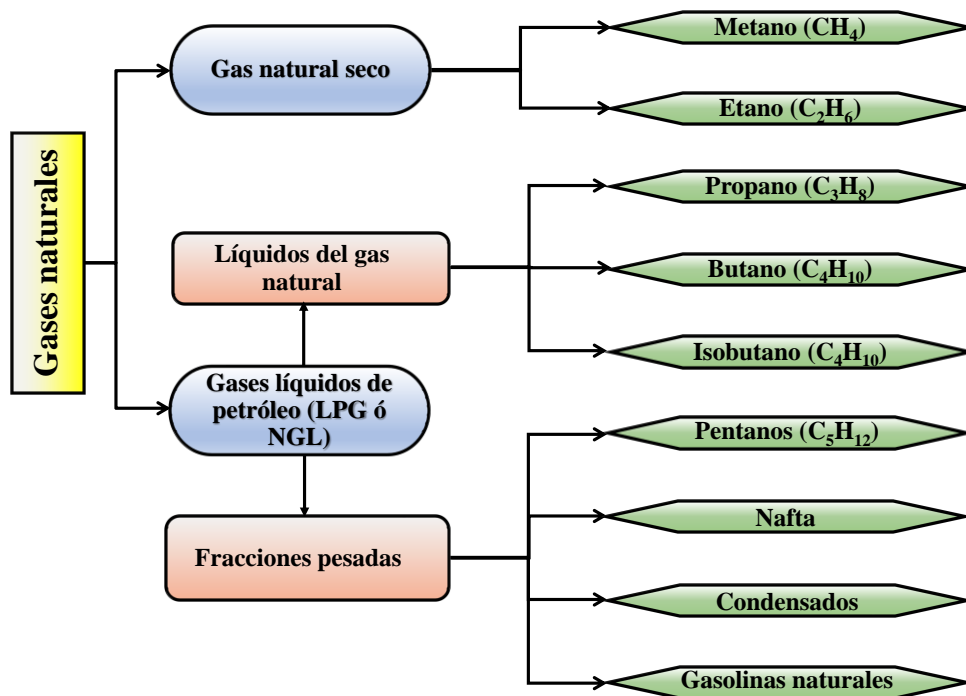 Gases naturales
Gas natural seco
Metano (CH₄)
Etano (C₂H₆)
Líquidos del gas
natural
Propano (C₃H₈)
Butano (C₄H₁₀)
Isobutano (C₄H₁₀)
Gases líquidos de
petróleo (LPG ó
NGL)
Fracciones pesadas
Pentanos (C₅H₁₂)
Nafta
Condensados
Gasolinas naturales